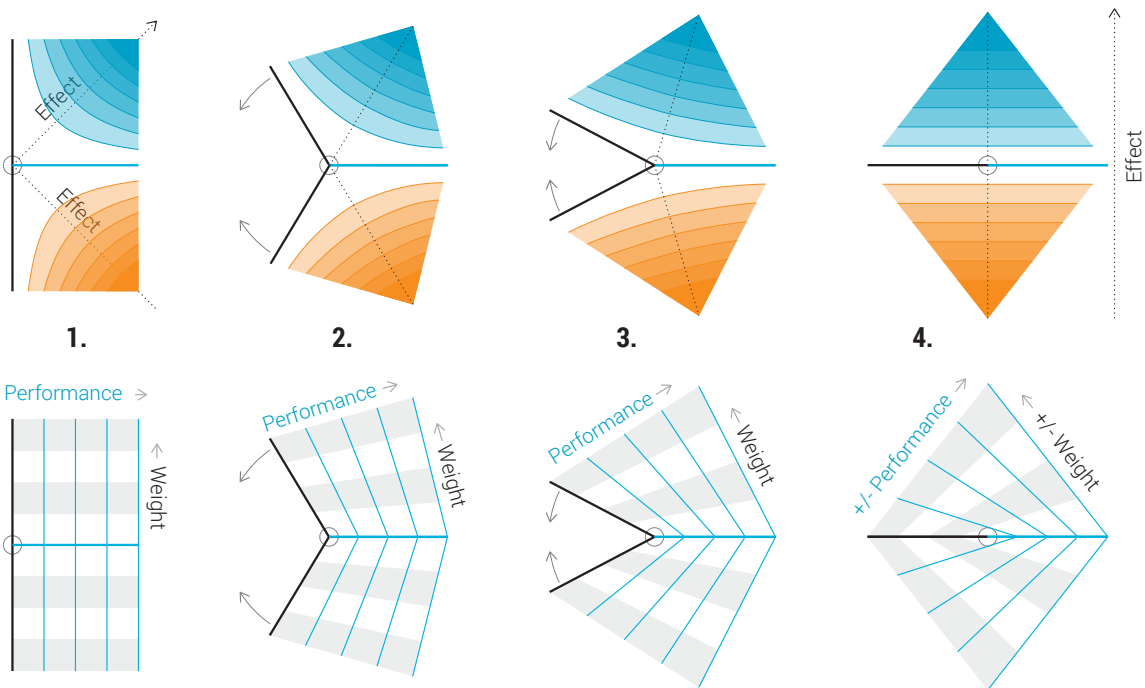 Effect
Effect
Effect
1.
2.
3.
4.
Performance
Weight
Performance
Weight
Performance
Weight
+/- Performance
+/- Weight